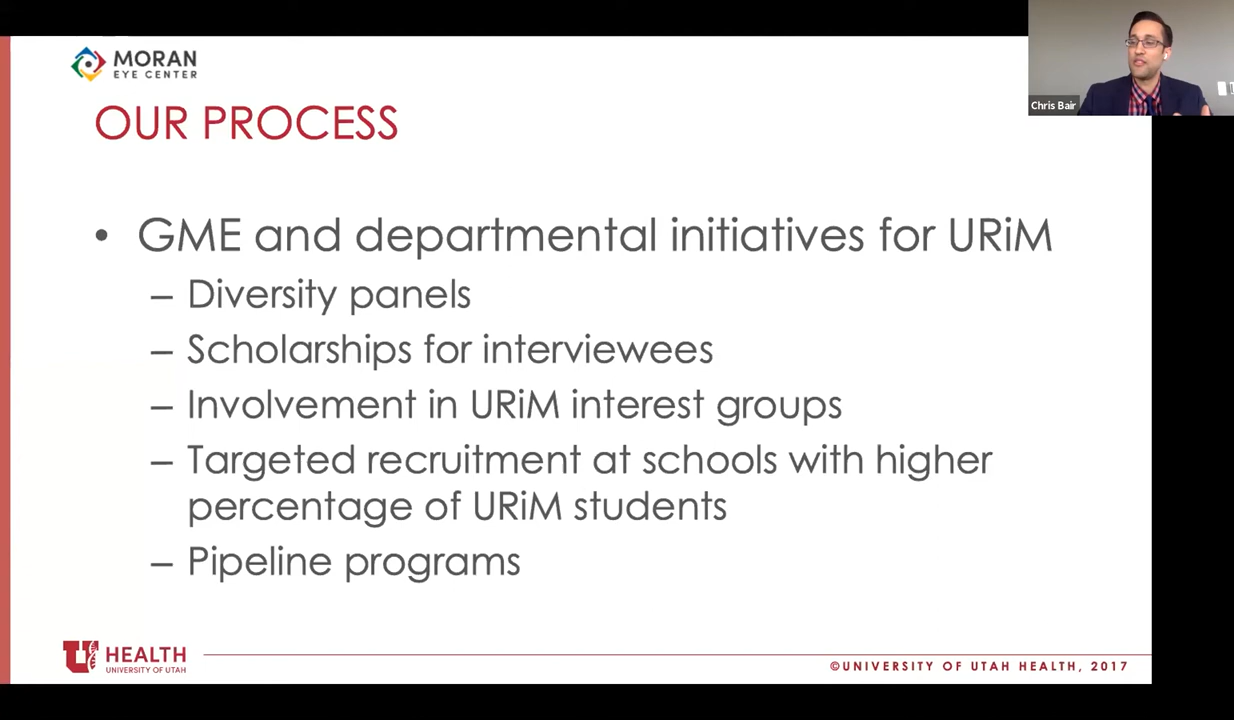 MORAN
EYE CENTER
Chris Bair
OUR PROCESS
• GME and departmental initiatives for URiM
– Diversity panels
– Scholarships for interviewees
– Involvement in URiM interest groups
– Targeted recruitment at schools with higher
percentage of URiM students
– Pipeline programs
U HEALTH
UNIVERSITY OF UTAH
©UNIVERSITY OF UTAH HEALTH, 2017